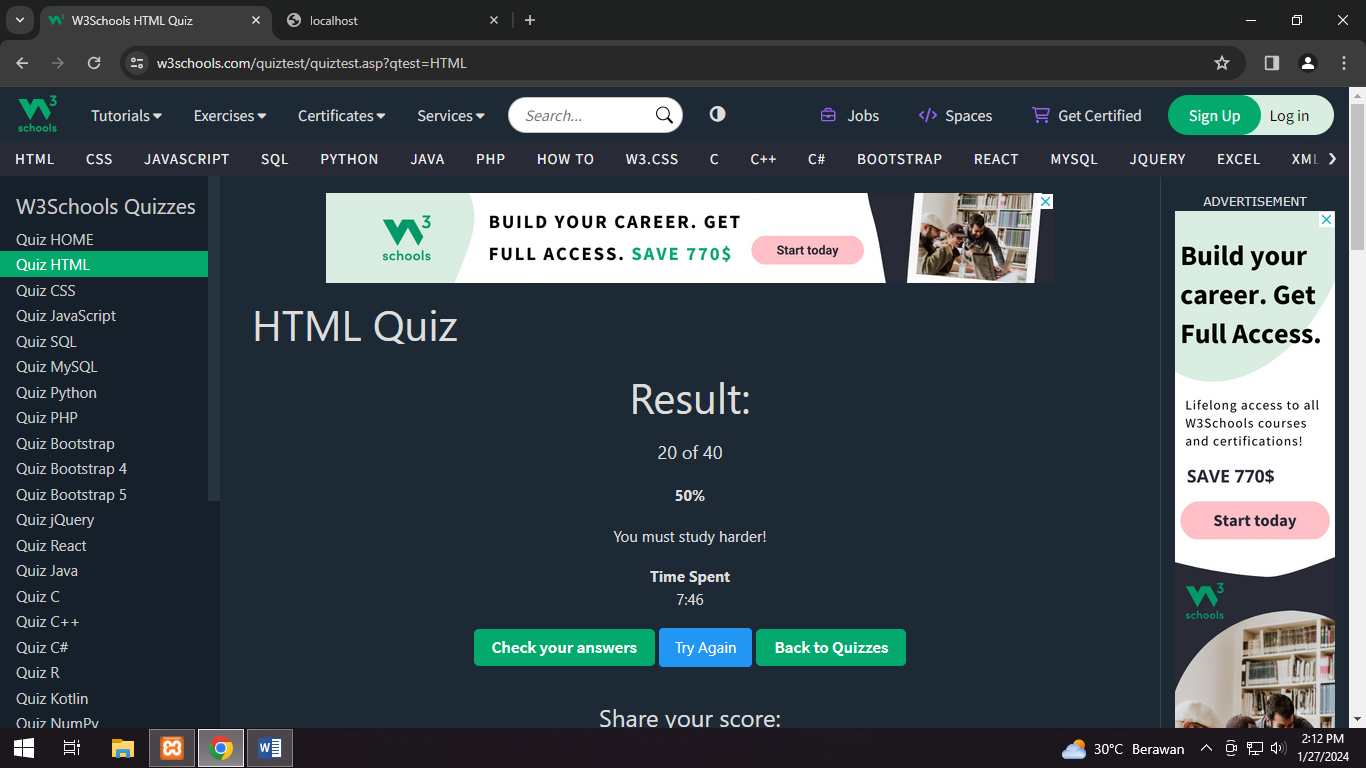 W3Schools HTML Quiz
localhost
w3schools.com/quiztest/quiztest.asp?qtest=HTML
W3 schools
Tutorials
Exercises
Certificates
Services
Search...
Jobs
Spaces
Get Certified
Sign Up
Log in
HTML CSS JAVASCRIPT SQL PYTHON JAVA PHP HOW TO W3.CSS C C++ C# BOOTSTRAP REACT MYSQL JQUERY EXCEL XML
W3Schools Quizzes
Quiz HOME
Quiz HTML
Quiz CSS
Quiz JavaScript
Quiz SQL
Quiz MySQL
Quiz Python
Quiz PHP
Quiz Bootstrap
Quiz Bootstrap 4
Quiz Bootstrap 5
Quiz jQuery
Quiz React
Quiz Java
Quiz C
Quiz C++
Quiz C#
Quiz R
Quiz Kotlin
Quiz NumPy
W3 schools
BUILD YOUR CAREER. GET
FULL ACCESS. SAVE 770$
Start today
HTML Quiz
Result:
20 of 40
50%
You must study harder!
Time Spent
7:46
Check your answers
Try Again
Back to Quizzes
Share your score:
ADVERTISEMENT
Build your
career. Get
Full Access.
Lifelong access to all
W3Schools courses
and certifications!
SAVE 770$
Start today
W3 schools
30°C Berawan
2:12 PM
1/27/2024